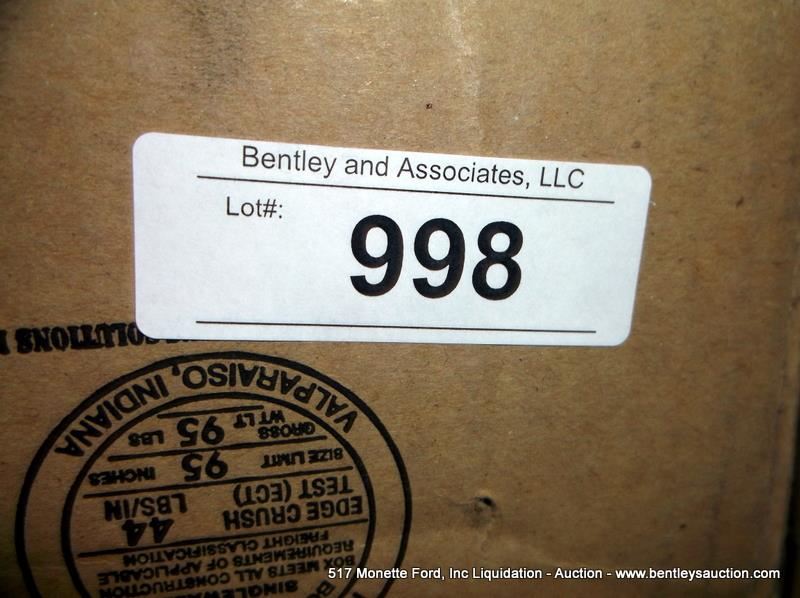 Bentley and Associates, LLC
Lot#:
998
SOLUTIONS
BOX MEETS ALL CONSTRUCTION
REQUIREMENTS OF APPLICABLE
FREIGHT CLASSIFICATION
EDGE CRUSH
TEST (ECT) 44 LBS/IN
SIZE LIMIT 95 INCHES
GROSS WT LT 95 LBS
VALPARAISO, INDIANA
517 Monette Ford, Inc Liquidation - Auction - www.bentleysauction.com